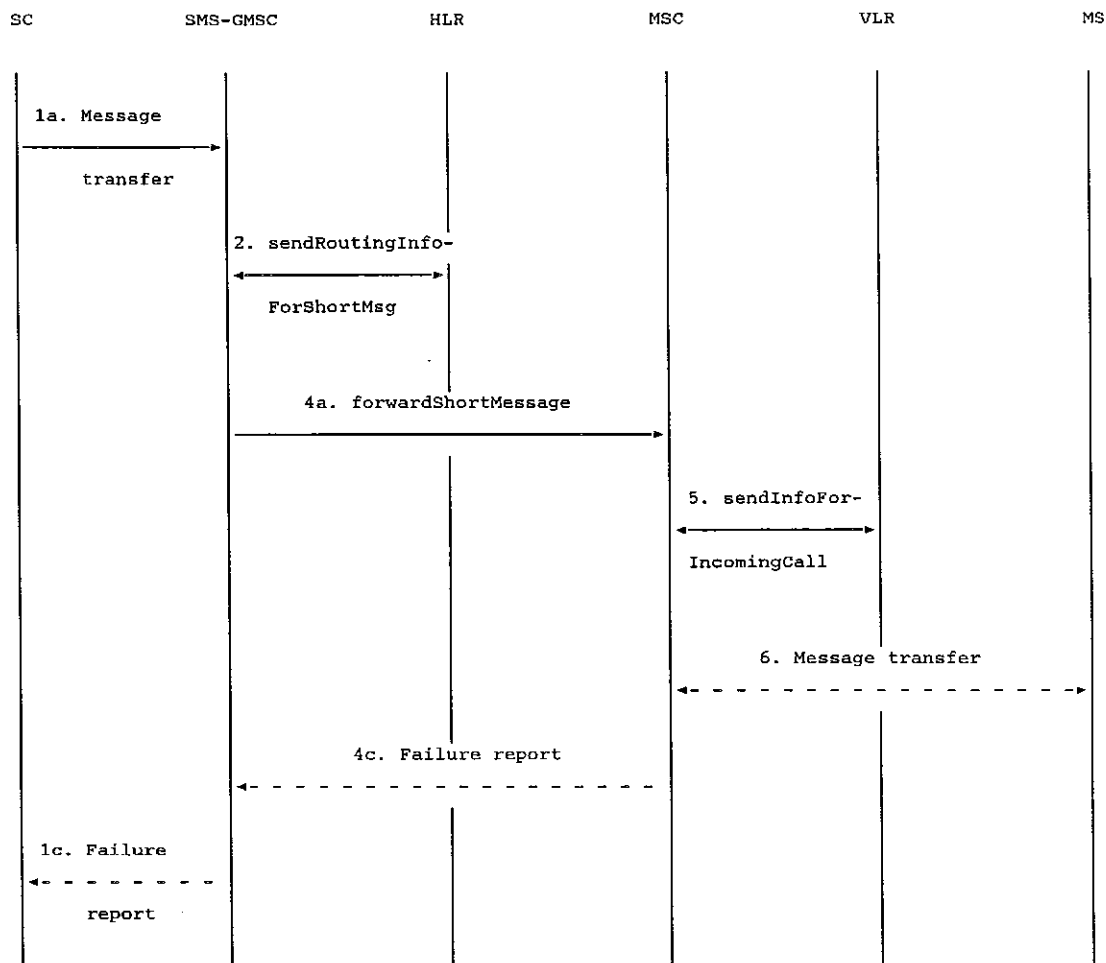 SC SMS-GMSC HLR MSC VLR MS
1a. Message
transfer
2. sendRoutingInfo-
ForShortMsg
4a. forwardShortMessage
5. sendInfoFor-
IncomingCall
6. Message transfer
4c. Failure report
1c. Failure
report